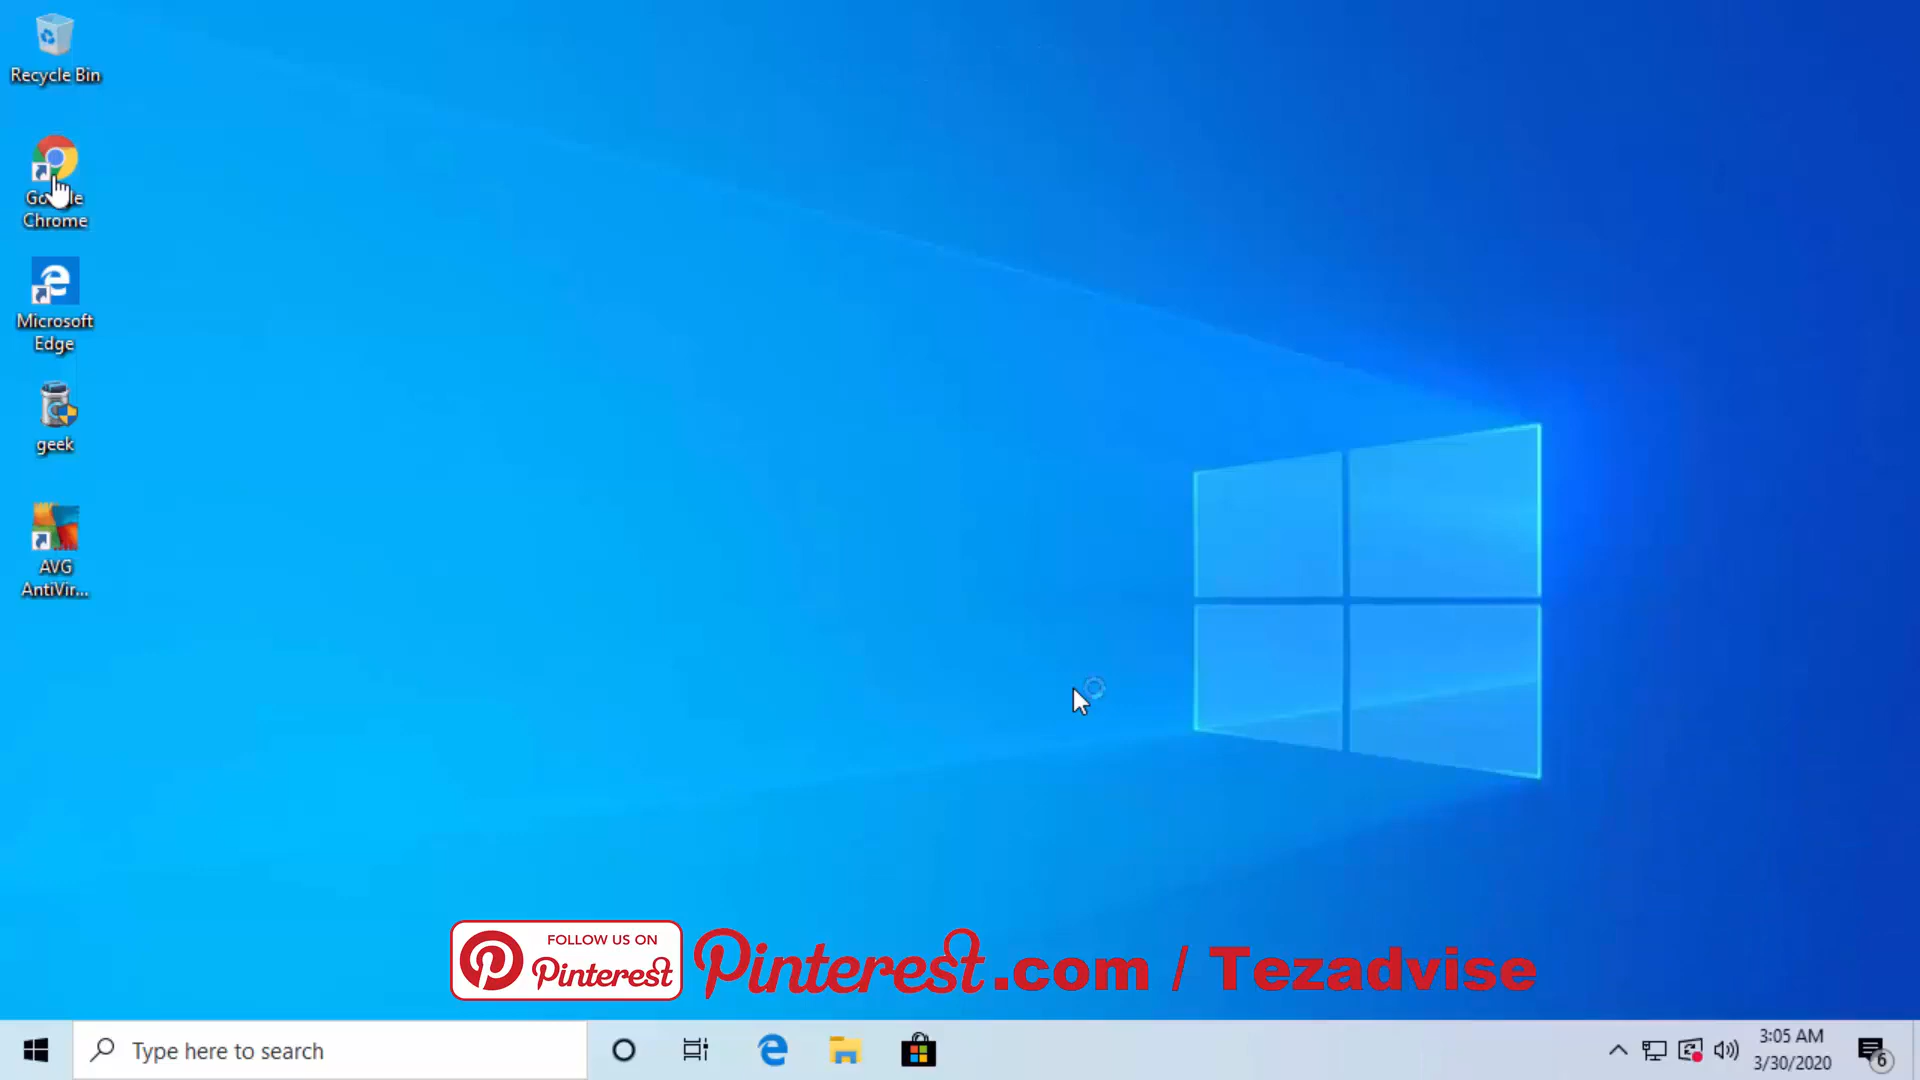 Recycle Bin
Google
Chrome
Microsoft
Edge
geek
AVG
AntiVir...
FOLLOW US ON
Pinterest
Pinterest.com / Tezadvise
Type here to search
3:05 AM
3/30/2020
6